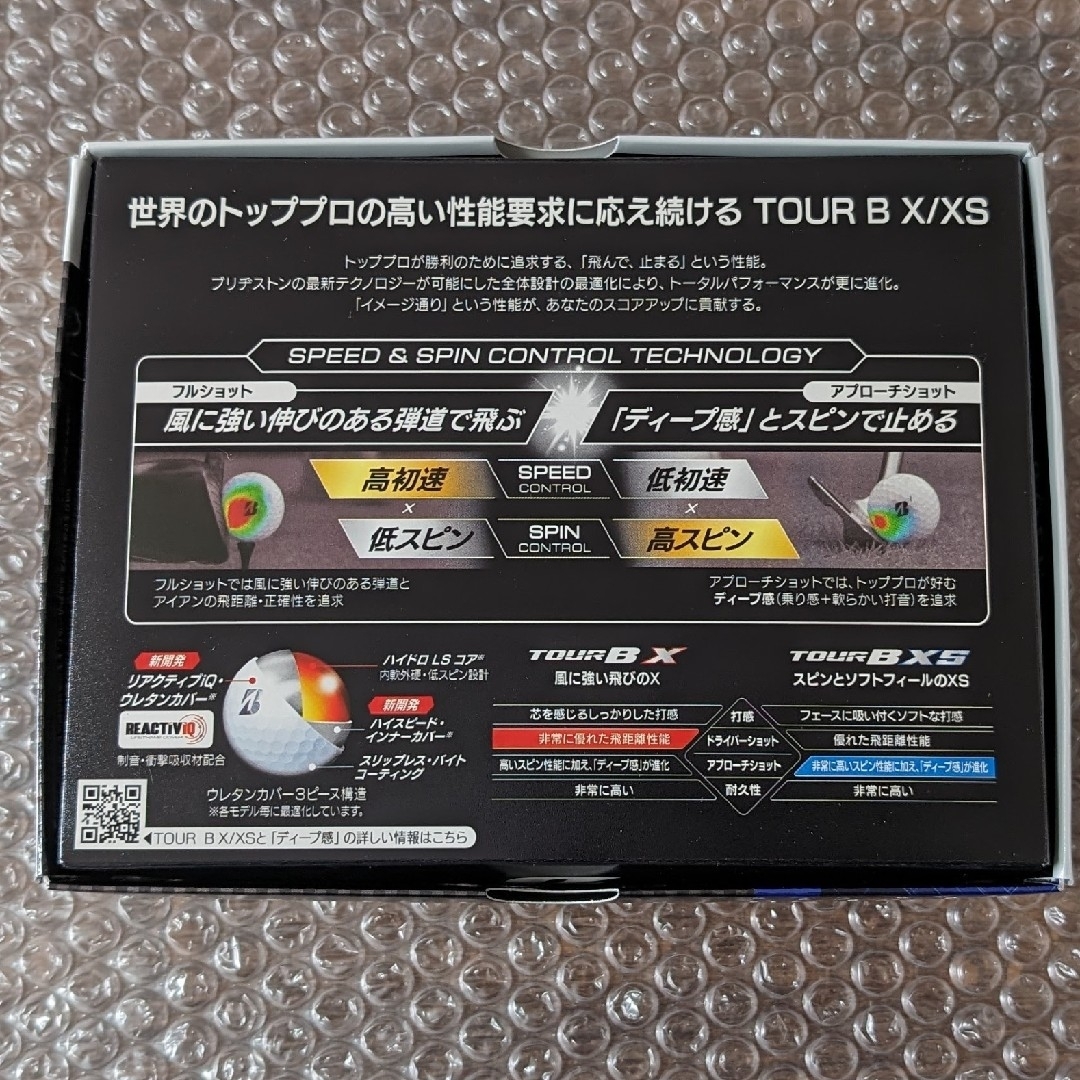 世界のトッププロの高い性能要求に応え続ける TOUR B X/XS
トッププロが勝利のために追求する、「飛んで、止まる」という性能。
ブリヂストンの最新テクノロジーが可能にした全体設計の最適化により、トータルパフォーマンスが更に進化。
「イメージ通り」という性能が、あなたのスコアアップに貢献する。
SPEED & SPIN CONTROL TECHNOLOGY
フルショット
風に強い伸びのある弾道で飛ぶ
アプローチショット
「ディープ感」とスピンで止める
高初速
SPEED
CONTROL
低初速
×
×
低スピン
SPIN
CONTROL
高スピン
フルショットでは風に強い伸びのある弾道と
アイアンの飛距離・正確性を追求
アプローチショットでは、トッププロが好む
ディープ感(乗り感+軟らかい打音)を追求
新開発
リアクティブiQ・
ウレタンカバー※
REACTIV iQ
制音・衝撃吸収材配合
ハイドロ LS コア※
内軟外硬・低スピン設計
新開発
ハイスピード・
インナーカバー※
スリップレス・バイト
コーティング
ウレタンカバー3ピース構造
※各モデル毎に最適化しています。
◀TOUR B X/XSと「ディープ感」の詳しい情報はこちら
TOUR B X
風に強い飛びのX
TOUR B XS
スピンとソフトフィールのXS
芯を感じるしっかりした打感
打感
フェースに吸い付くソフトな打感
非常に優れた飛距離性能
ドライバーショット
優れた飛距離性能
高いスピン性能に加え、「ディープ感」が進化
アプローチショット
非常に高いスピン性能に加え、「ディープ感」が進化
非常に高い
耐久性
非常に高い